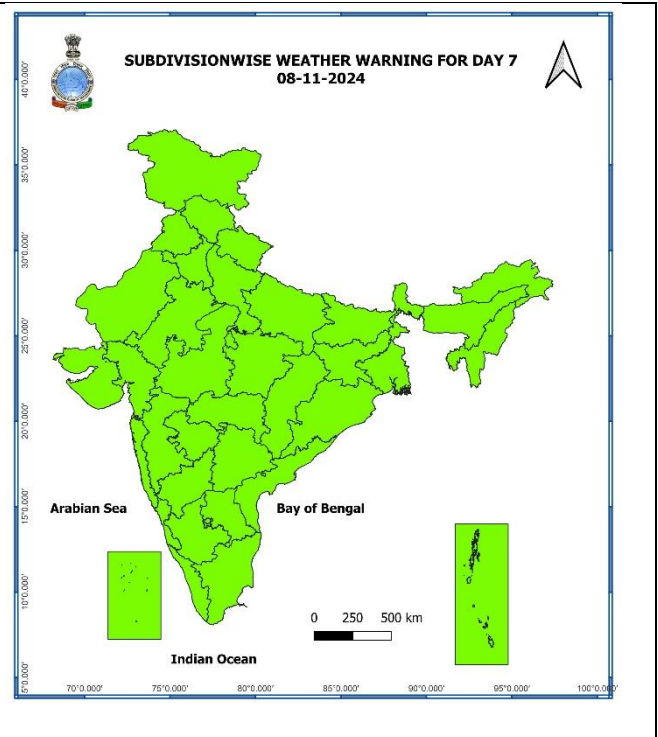 SUBDIVISIONWISE WEATHER WARNING FOR DAY 7
08-11-2024
40°0.000'
35°0.000'
30°0.000'
25°0.000'
20°0.000'
15°0.000'
10°0.000'
5°0.000'
Arabian Sea
Bay of Bengal
0 250 500 km
Indian Ocean
70°0.000' 75°0.000' 80°0.000' 85°0.000' 90°0.000' 95°0.000' 100°0.000'